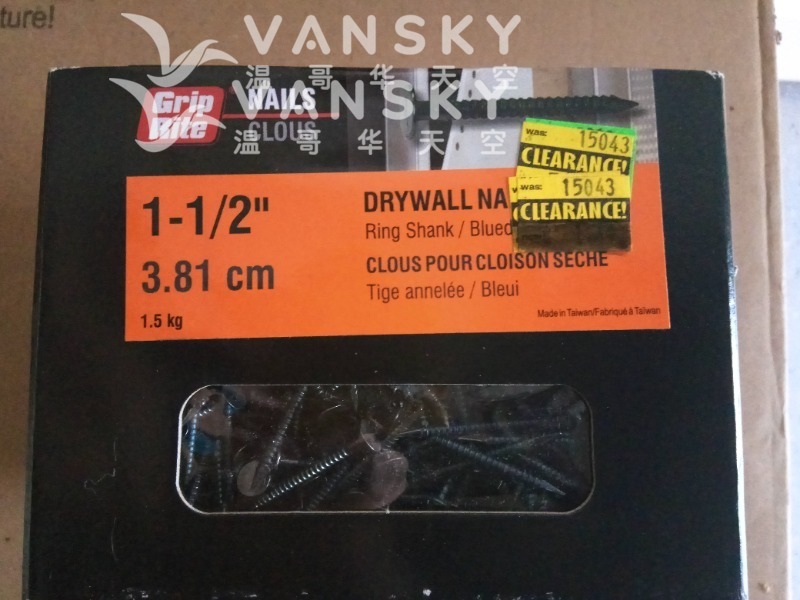 ture!
VANSKY
温哥华天空
VANSKY
温哥华天空
Grip Rite
NAILS
CLOUS
was: 15043
CLEARANCE!
was: 15043
CLEARANCE!
1-1/2"
3.81 cm
1.5 kg
DRYWALL NA
Ring Shank / Blued
CLOUS POUR CLOISON SECHE
Tige annelée / Bleui
Made in Taiwan/Fabriqué à Taïwan